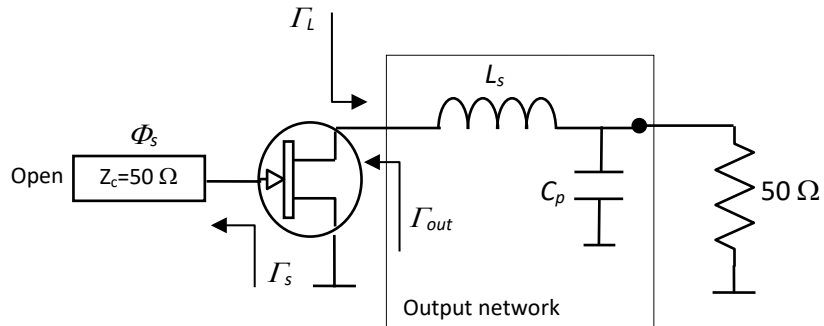 Γ_L
L_s
Φ_s
Open
Z_c=50 Ω
C_p
50 Ω
Γ_out
Γ_s
Output network